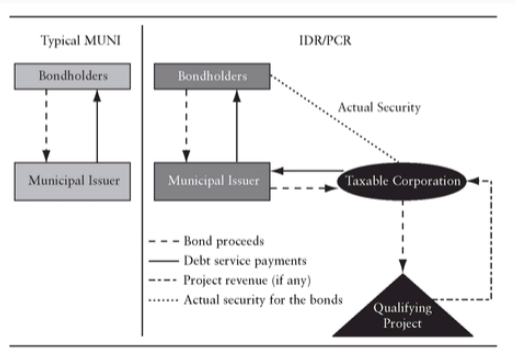 Typical MUNI
IDR/PCR
Bondholders
Bondholders
Actual Security
Municipal Issuer
Municipal Issuer
Taxable Corporation
Bond proceeds
Debt service payments
Project revenue (if any)
Actual security for the bonds
Qualifying
Project